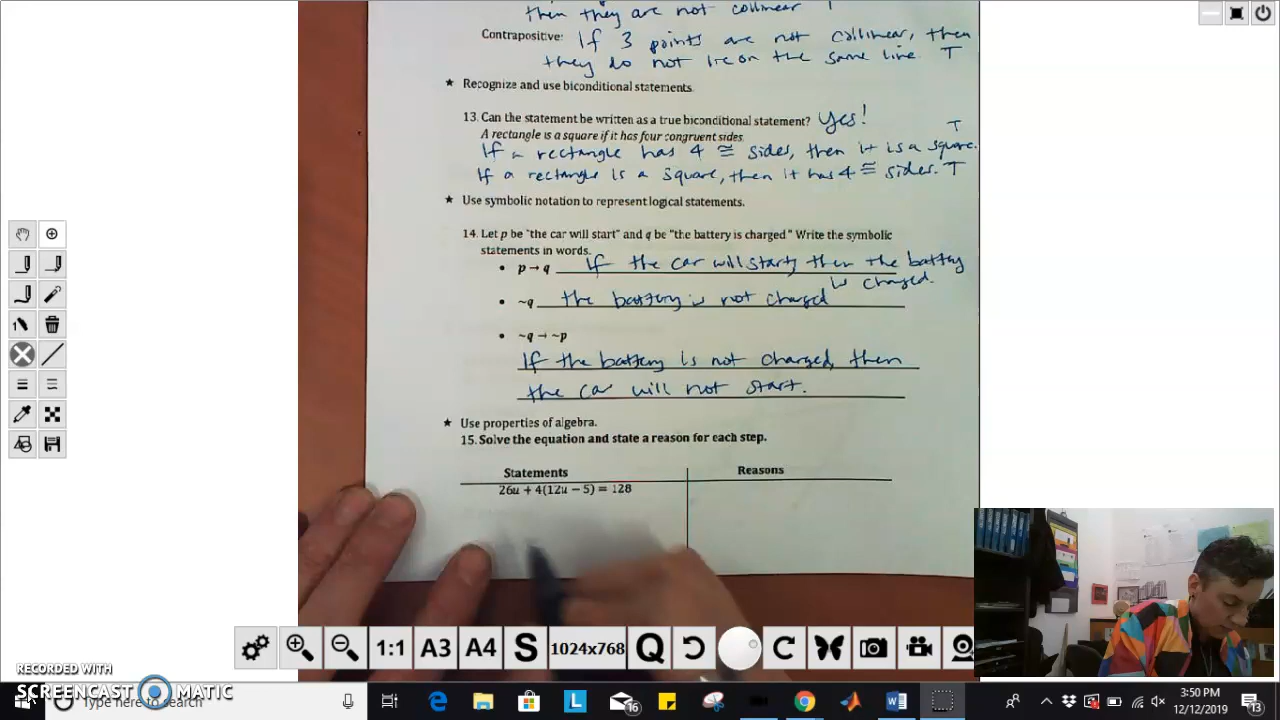 then they are not collinear T
Contrapositive: If 3 points are not collinear, then
they do not lie on the same line. T
★ Recognize and use biconditional statements.
13. Can the statement be written as a true biconditional statement? Yes!
A rectangle is a square if it has four congruent sides. T
If a rectangle has 4 ≅ sides, then it is a square.
If a rectangle is a square, then it has 4 ≅ sides. T
★ Use symbolic notation to represent logical statements.
14. Let p be "the car will start" and q be "the battery is charged." Write the symbolic
statements in words.
• p → q If the car will start, then the battery
is charged.
• ~q the battery is not charged
• ~q → ~p
If the battery is not charged, then
the car will not start.
★ Use properties of algebra.
15. Solve the equation and state a reason for each step.
Statements Reasons
26u + 4(12u − 5) = 128
1:1 A3 A4 S 1024x768 Q
RECORDED WITH
SCREENCAST MATIC
Type here to search
16
3:50 PM
12/12/2019
13